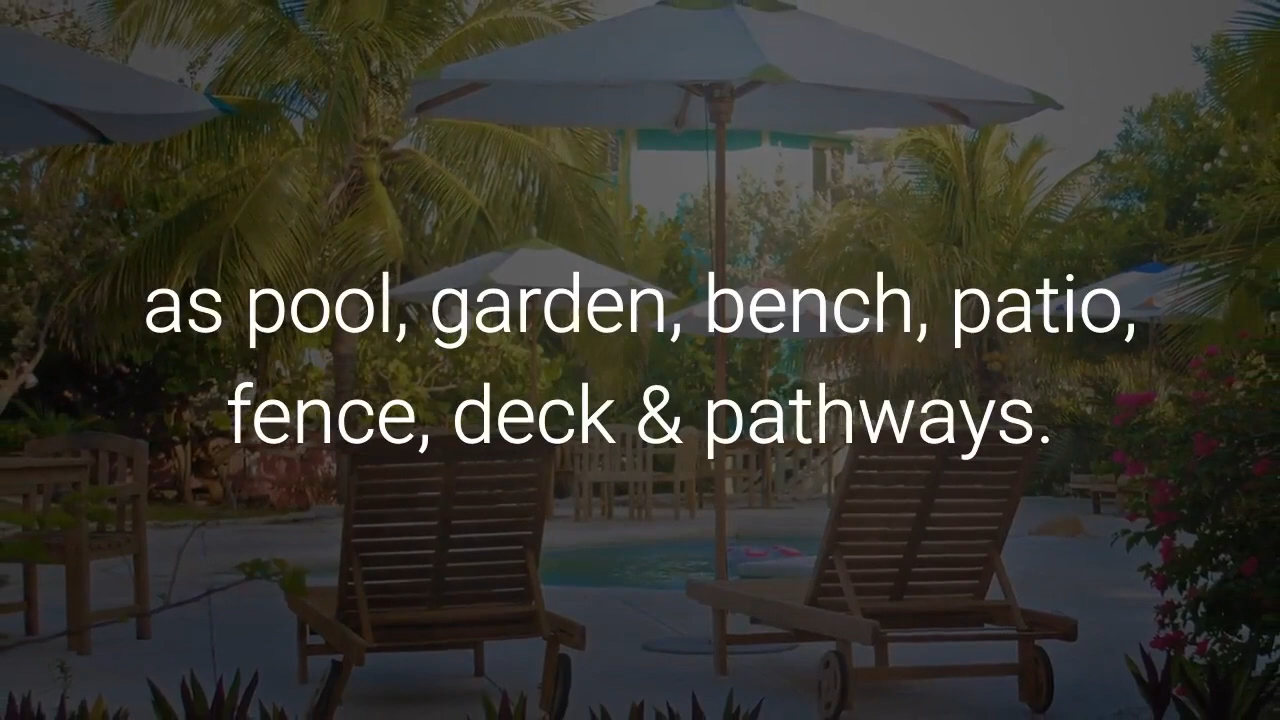 as pool, garden, bench, patio,
fence, deck & pathways.